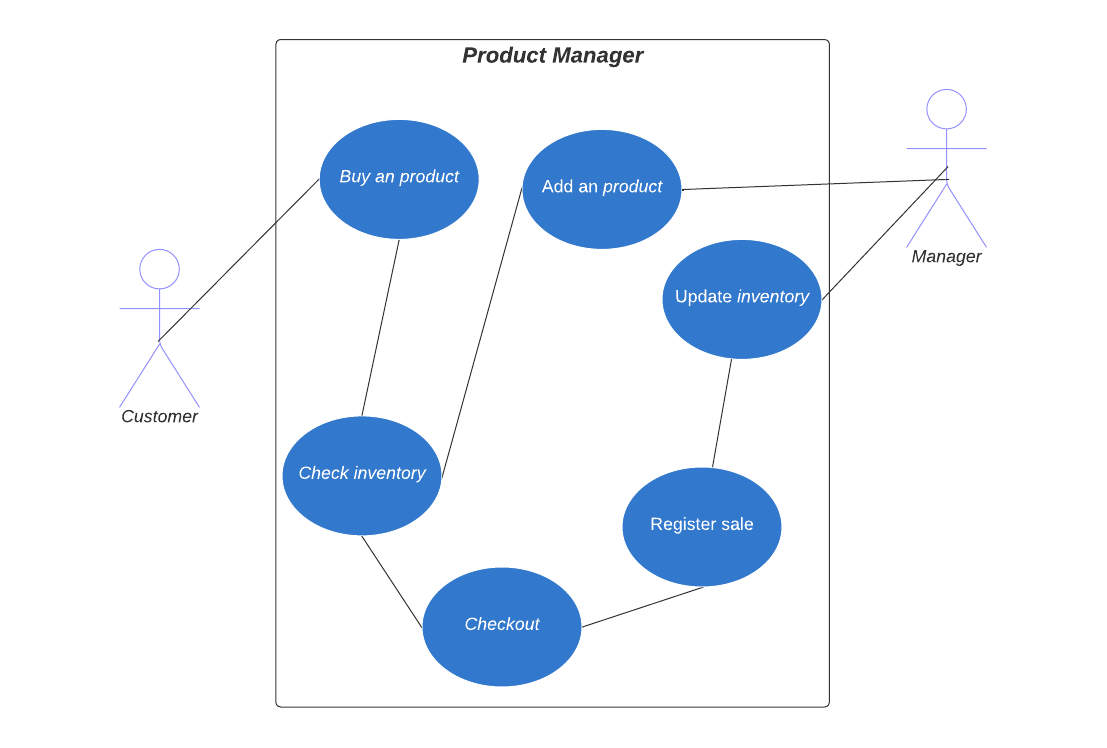 Product Manager
Buy an product
Add an product
Manager
Update inventory
Customer
Check inventory
Register sale
Checkout